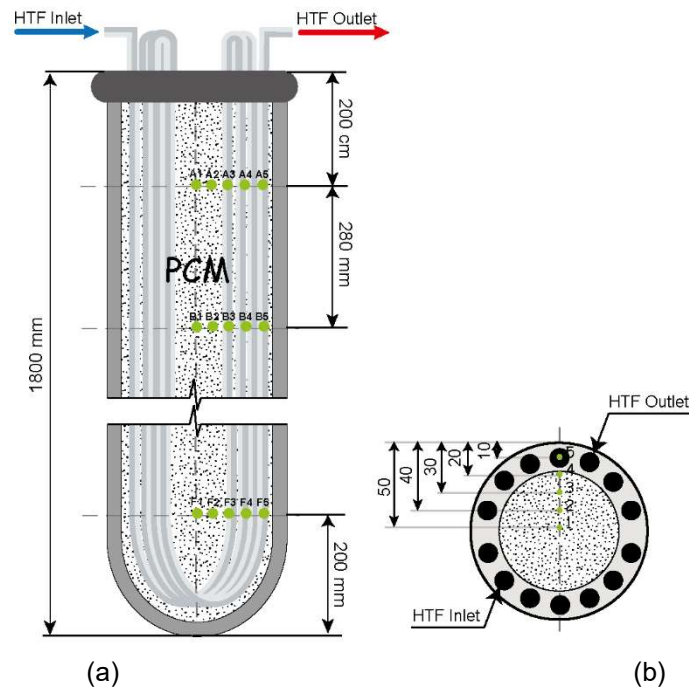 HTF Inlet
HTF Outlet
200 cm
A1 A2 A3 A4 A5
280 mm
PCM
B1 B2 B3 B4 B5
1800 mm
F1 F2 F3 F4 F5
200 mm
HTF Outlet
50
40
30
20
10
5
4
3
2
1
HTF Inlet
(a)
(b)